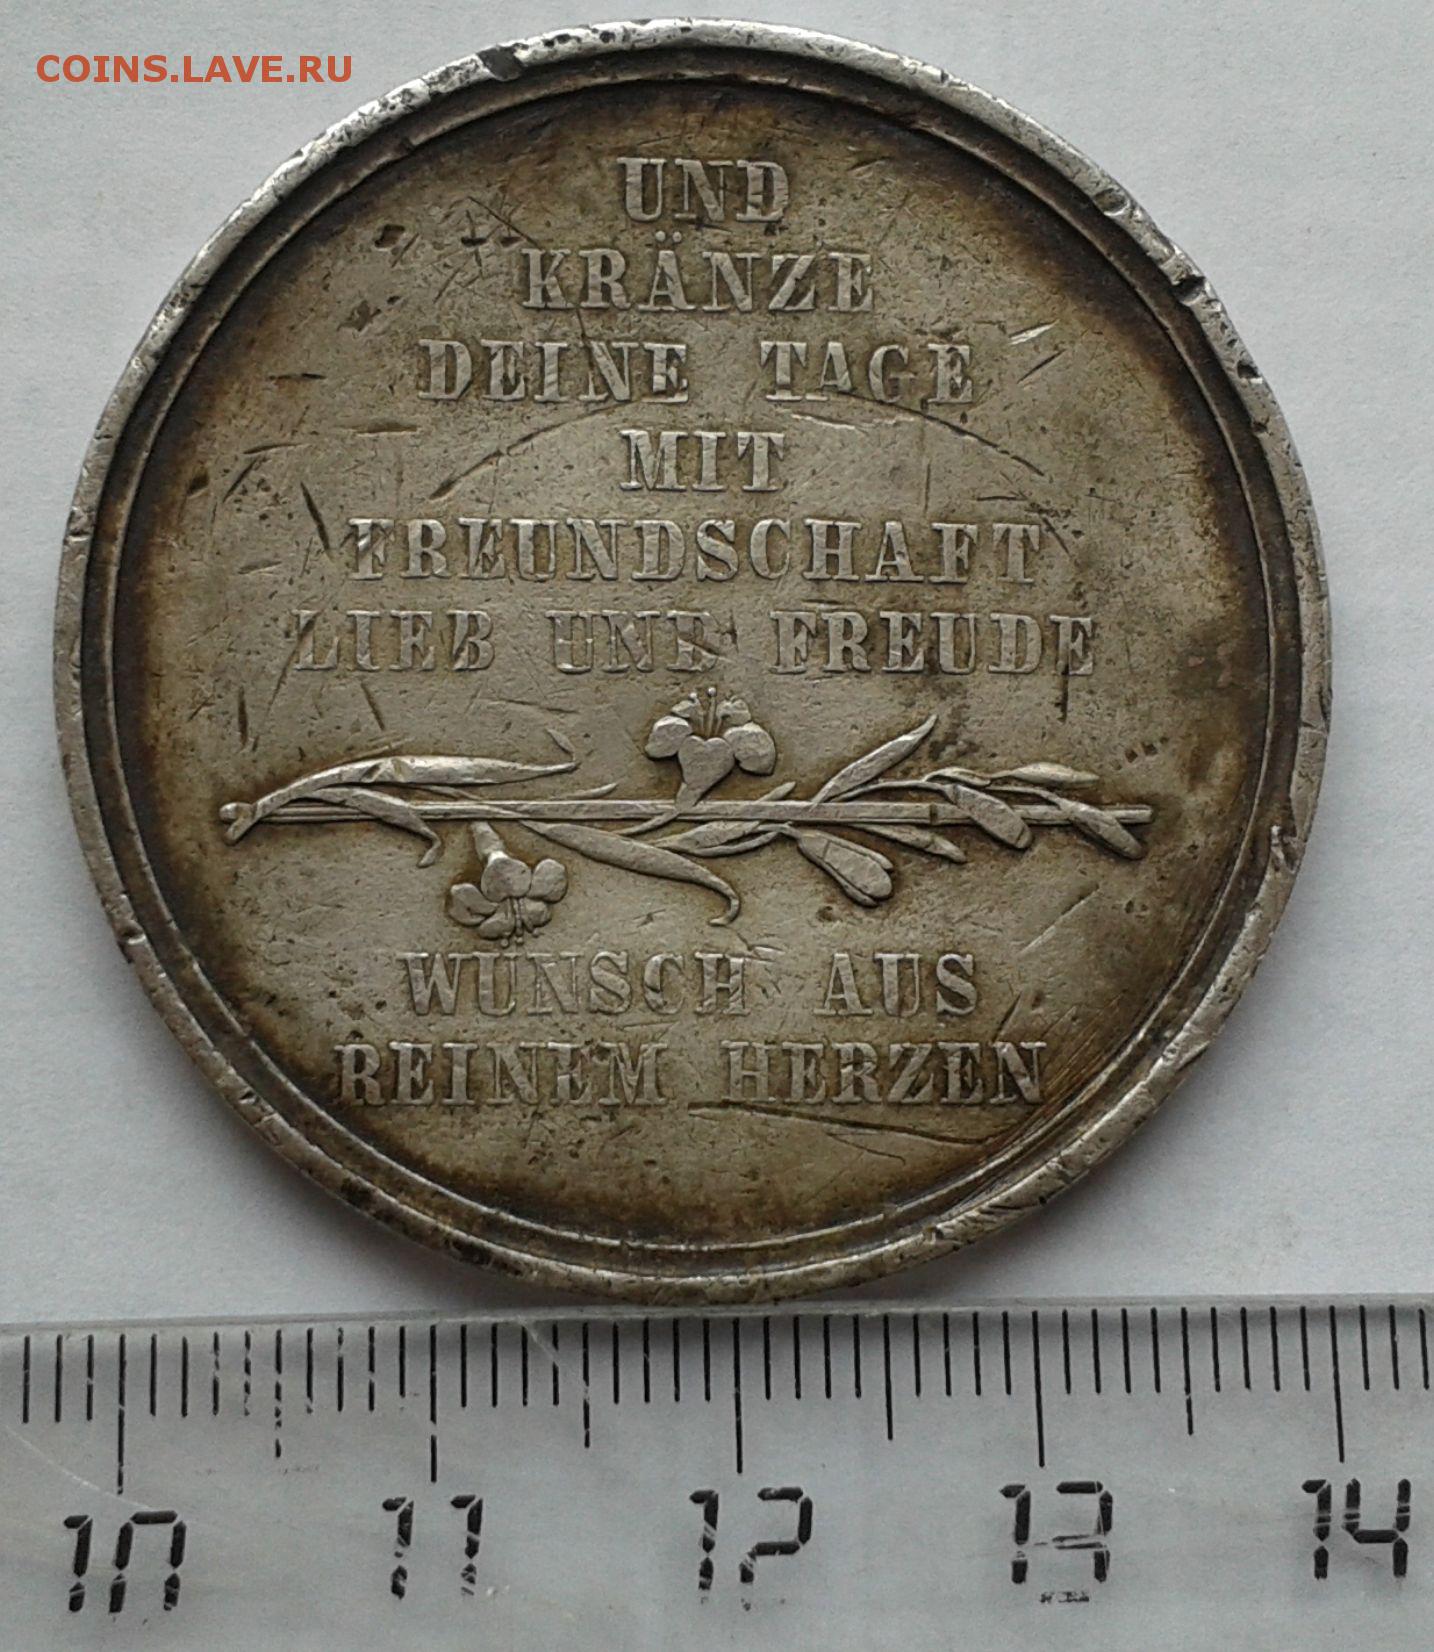 COINS.LAVE.RU
UND
KRÄNZE
DEINE TAGE
MIT
FREUNDSCHAFT
LIEB UND FREUDE
WUNSCH AUS
REINEM HERZEN
10 11 12 13 14